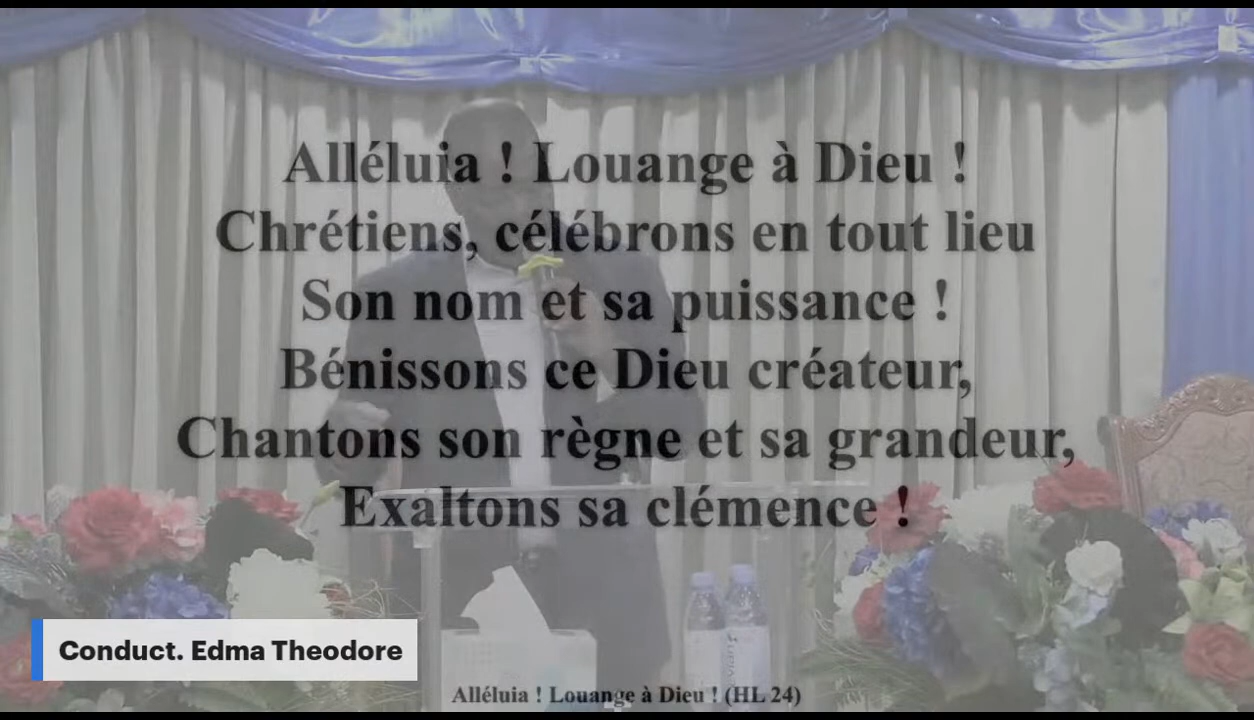 Alléluia ! Louange à Dieu !
Chrétiens, célébrons en tout lieu
Son nom et sa puissance !
Bénissons ce Dieu créateur,
Chantons son règne et sa grandeur,
Exaltons sa clémence !
Conduct. Edma Theodore
evian
Alléluia ! Louange à Dieu ! (HL 24)